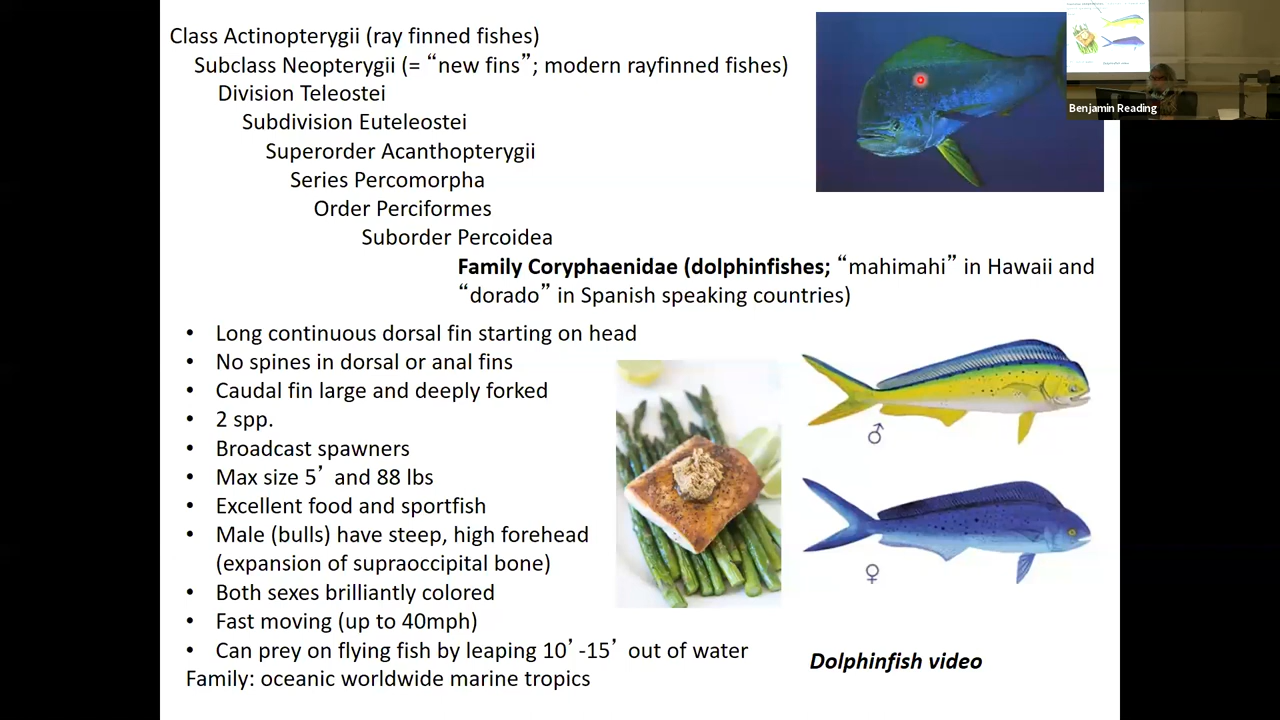 Class Actinopterygii (ray finned fishes)
Subclass Neopterygii (= “new fins”; modern rayfinned fishes)
Division Teleostei
Subdivision Euteleostei
Superorder Acanthopterygii
Series Percomorpha
Order Perciformes
Suborder Percoidea
Family Coryphaenidae (dolphinfishes; “mahimahi” in Hawaii and
“dorado” in Spanish speaking countries)
• Long continuous dorsal fin starting on head
• No spines in dorsal or anal fins
• Caudal fin large and deeply forked
• 2 spp.
• Broadcast spawners
• Max size 5’ and 88 lbs
• Excellent food and sportfish
• Male (bulls) have steep, high forehead
(expansion of supraoccipital bone)
• Both sexes brilliantly colored
• Fast moving (up to 40mph)
• Can prey on flying fish by leaping 10’-15’ out of water
Family: oceanic worldwide marine tropics
♂
♀
Dolphinfish video
Benjamin Reading